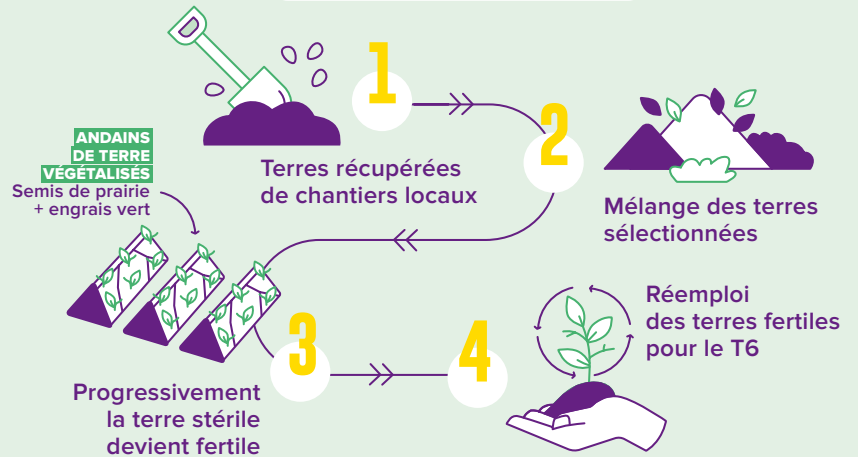 1
Terres récupérées
de chantiers locaux
2
Mélange des terres
sélectionnées
ANDAINS
DE TERRE
VÉGÉTALISÉS
Semis de prairie
+ engrais vert
3
Progressivement
la terre stérile
devient fertile
4
Réemploi
des terres fertiles
pour le T6